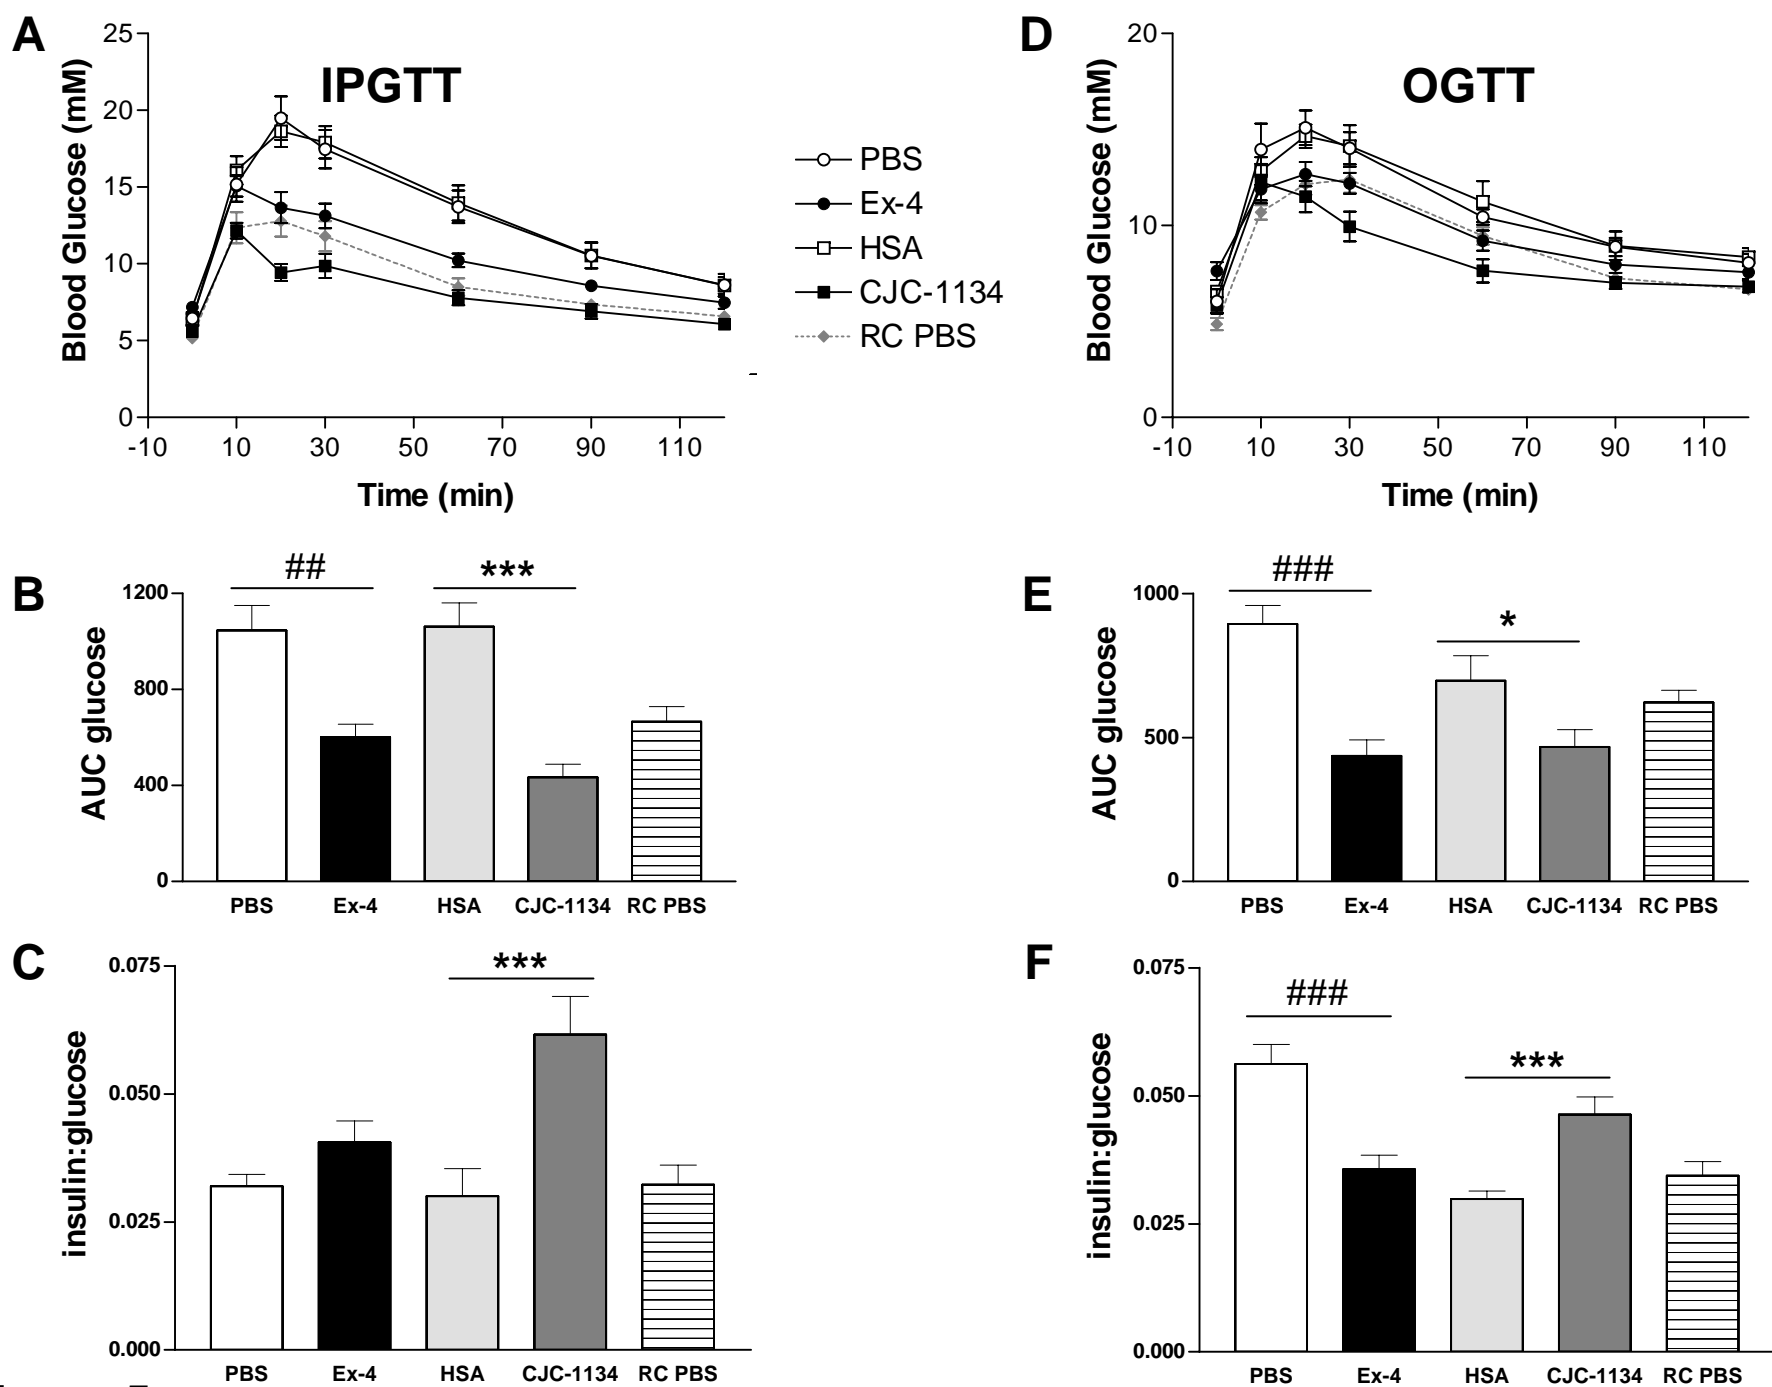 A
IPGTT
Blood Glucose (mM)
25
20
15
10
5
0
-10 10 30 50 70 90 110
Time (min)
PBS
Ex-4
HSA
CJC-1134
RC PBS
D
OGTT
Blood Glucose (mM)
20
10
0
-10 10 30 50 70 90 110
Time (min)
B
## ***
AUC glucose
1200
800
400
0
PBS Ex-4 HSA CJC-1134 RC PBS
E
### *
AUC glucose
1000
500
0
PBS Ex-4 HSA CJC-1134 RC PBS
C
***
insulin:glucose
0.075
0.050
0.025
0.000
PBS Ex-4 HSA CJC-1134 RC PBS
F
### ***
insulin:glucose
0.075
0.050
0.025
0.000
PBS Ex-4 HSA CJC-1134 RC PBS